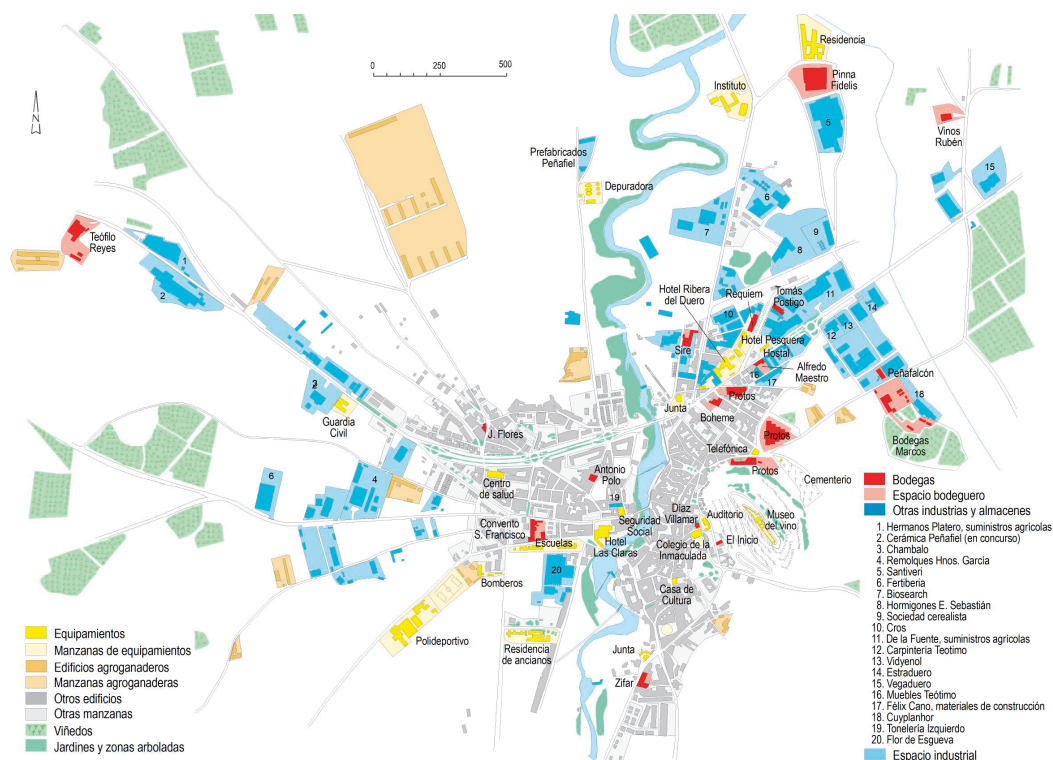 Residencia
0
250
500
Pinna
Fidelis
Instituto
N
5
Vinos
Rubén
Prefabricados
Peñafiel
15
Depuradora
6
7
9
8
Teófilo
Reyes
1
2
Hotel Ribera
del Duero
Requiem
Tomás
Postigo
11
14
10
13
12
Hotel Pesquera
Hostal
Sire
Alfredo
Maestro
16
17
Peñafalcón
18
Protos
Junta
Boheme
Guardia
Civil
J. Flores
Protos
Bodegas
Marcos
Telefónica
Protos
Cementerio
6
4
Centro
de salud
Antonio
Polo
19
Díaz
Villamar
Auditorio
Museo
del vino
Seguridad
Social
Convento
S. Francisco
Escuelas
Hotel
Las Claras
Colegio de la
Inmaculada
El Inicio
20
Bomberos
Casa de
Cultura
Polideportivo
Residencia
de ancianos
Junta
Zifar
Equipamientos
Manzanas de equipamientos
Edificios agroganaderos
Manzanas agroganaderas
Otros edificios
Otras manzanas
Viñedos
Jardines y zonas arboladas
Bodegas
Espacio bodeguero
Otras industrias y almacenes
1. Hermanos Platero, suministros agrícolas
2. Cerámica Peñafiel (en concurso)
3. Chambalo
4. Remolques Hnos. García
5. Santiveri
6. Fertiberia
7. Biosearch
8. Hormigones E. Sebastián
9. Sociedad cerealista
10. Cros
11. De la Fuente, suministros agrícolas
12. Carpintería Teotimo
13. Vidyenol
14. Estraduero
15. Vegaduero
16. Muebles Teótimo
17. Félix Cano, materiales de construcción
18. Cuyplanhor
19. Tonelería Izquierdo
20. Flor de Esgueva
Espacio industrial